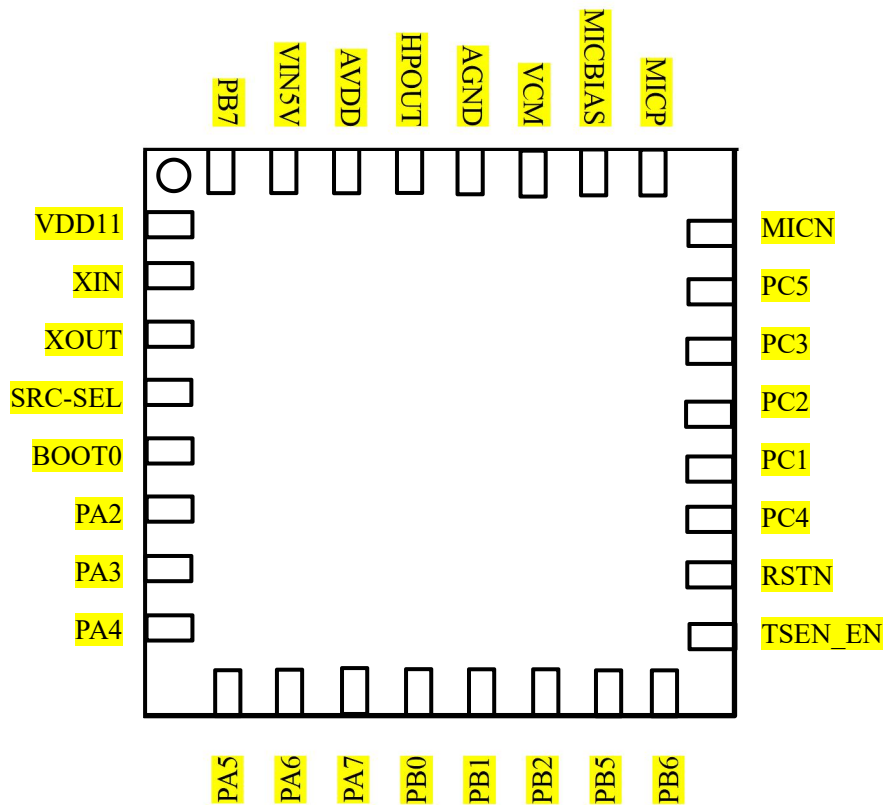 PB7
VIN5V
AVDD
HPOUT
AGND
VCM
MICBIAS
MICP
VDD11
XIN
XOUT
SRC-SEL
BOOT0
PA2
PA3
PA4
MICN
PC5
PC3
PC2
PC1
PC4
RSTN
TSEN_EN
PA5
PA6
PA7
PB0
PB1
PB2
PB5
PB6